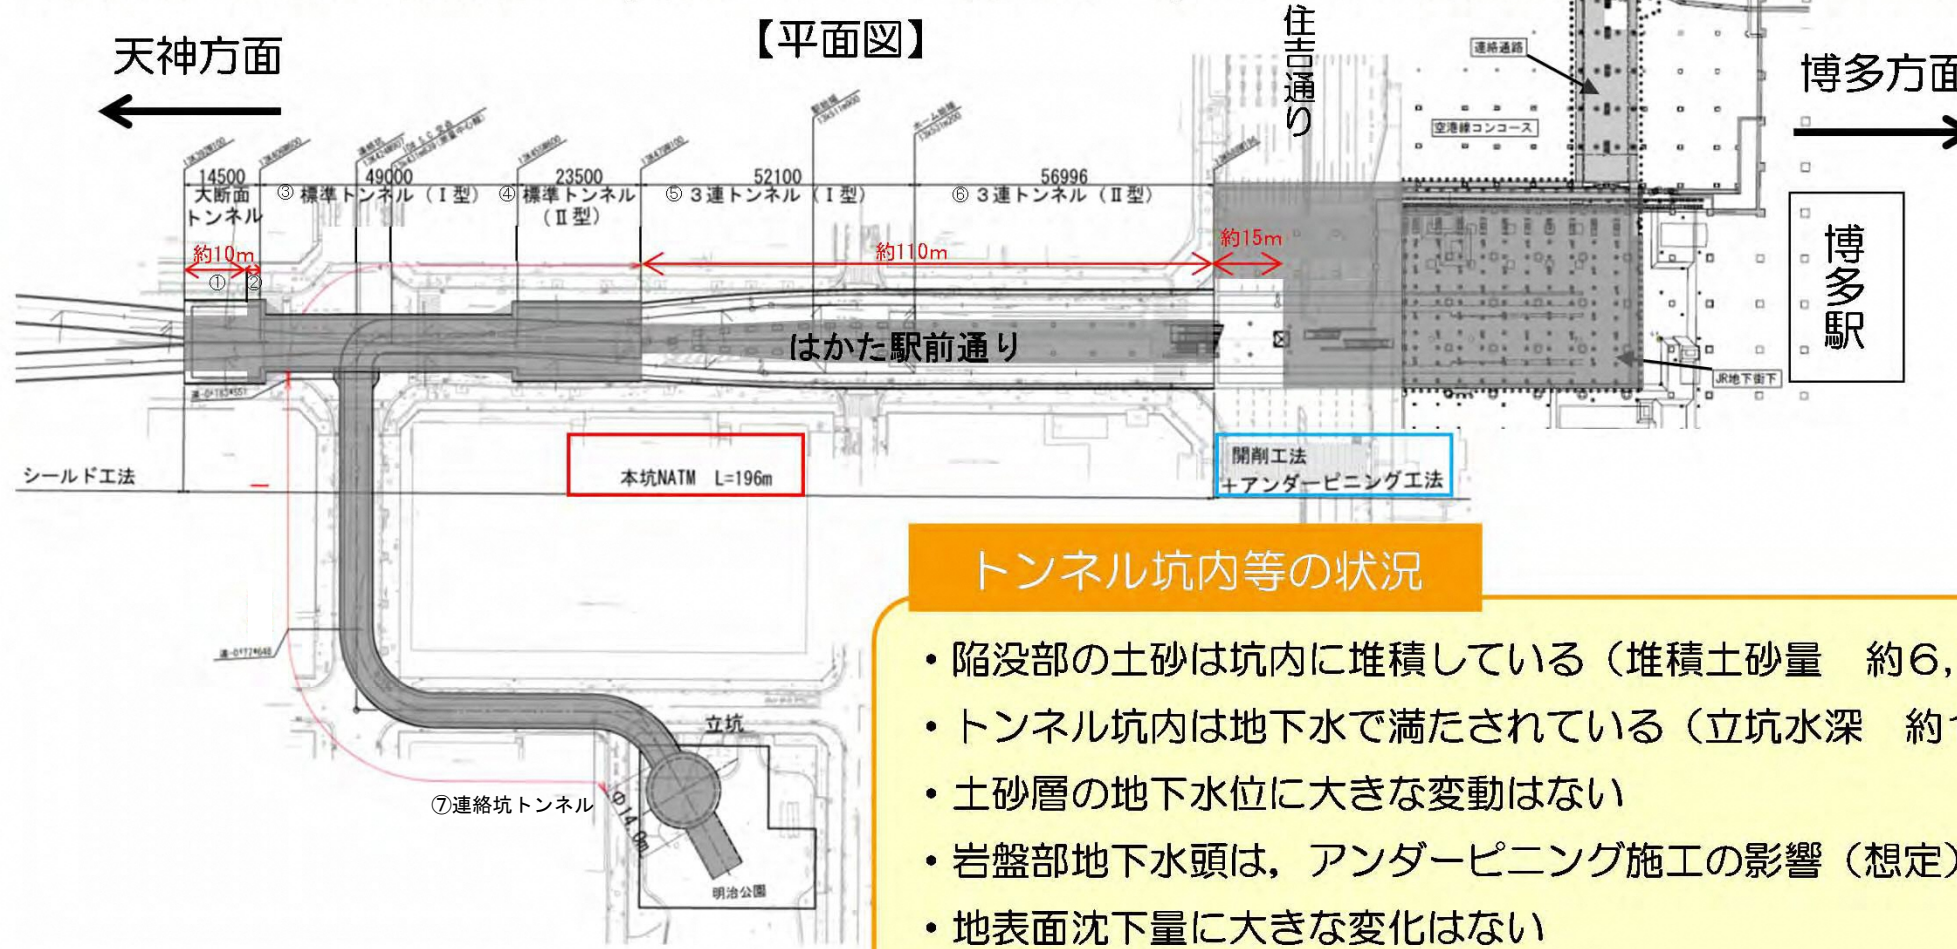 【平面図】
天神方面
住吉通り
連絡通路
博多方面
空港線コンコース
14500
49000
23500
52100
56996
大断面
トンネル
③ 標準トンネル（Ⅰ型）
④ 標準トンネル
（Ⅱ型）
⑤ 3連トンネル（Ⅰ型）
⑥ 3連トンネル（Ⅱ型）
約10m
① ②
約110m
約15m
博多駅
はかた駅前通り
JR地下街下
シールド工法
本坑NATM L=196m
開削工法
＋アンダーピニング工法
立坑
⑦連絡坑トンネル
Φ14.0m
明治公園
トンネル坑内等の状況
・陥没部の土砂は坑内に堆積している（堆積土砂量　約６，
・トンネル坑内は地下水で満たされている（立坑水深　約
・土砂層の地下水位に大きな変動はない
・岩盤部地下水頭は，アンダーピニング施工の影響（想定）
・地表面沈下量に大きな変化はない